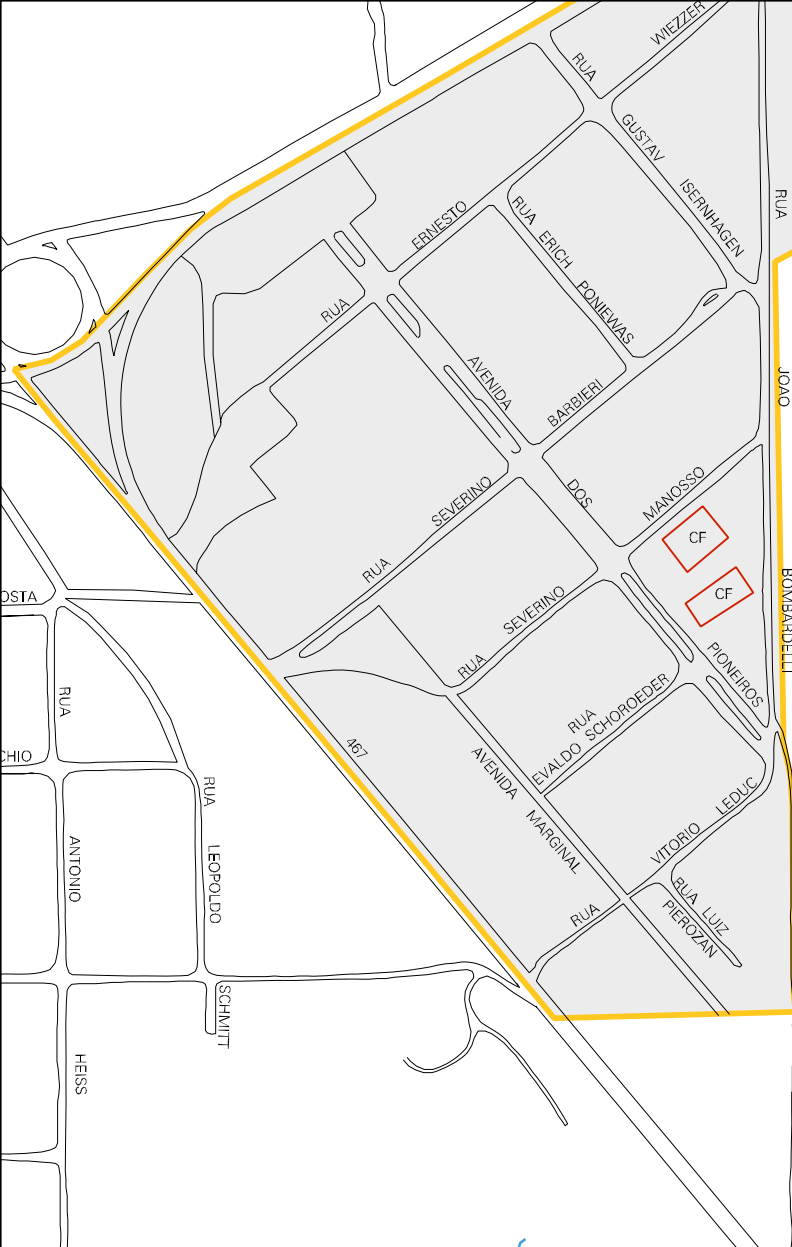 WIEZZER
RUA
GUSTAV
ISERNHAGEN
RUA
ERNESTO
RUA ERICH
PONIEWAS
RUA
AVENIDA
BARBIERI
JOAO
SEVERINO
DOS
MANOSSO
CF
RUA
CF
BOMBARDELLI
OSTA
SEVERINO
RUA
PIONEIROS
RUA
RUA
EVALDO SCHOROEDER
467
CHIO
AVENIDA
RUA
LEDUC
MARGINAL
VITORIO
ANTONIO
LEOPOLDO
RUA LUIZ
PIEROZAN
RUA
SCHMITT
HEISS